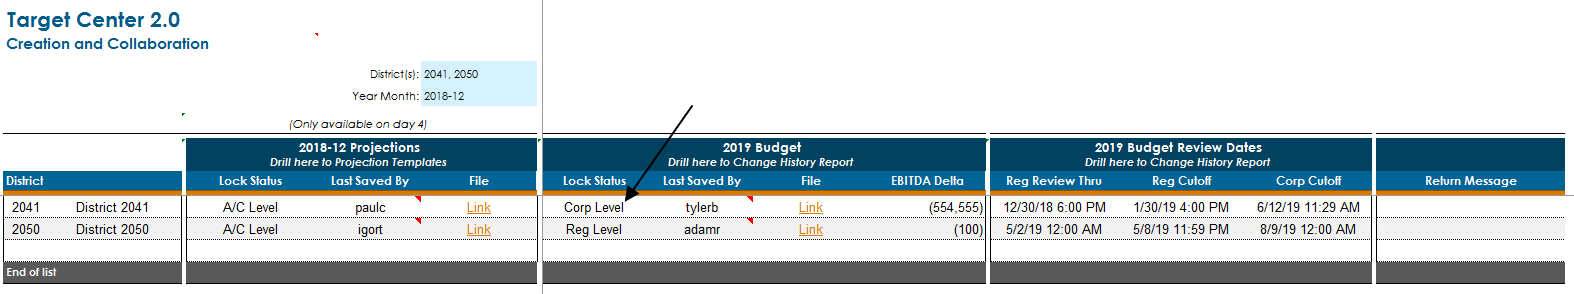 Target Center 2.0
Creation and Collaboration
District(s): 2041, 2050
Year Month: 2018-12
(Only available on day 4)
2018-12 Projections 2019 Budget 2019 Budget Review Dates
Drill here to Projection Templates Drill here to Change History Report Drill here to Change History Report
District Lock Status Last Saved By File Lock Status Last Saved By File EBITDA Delta Reg Review Thru Reg Cutoff Corp Cutoff Return Message
2041 District 2041 A/C Level paulc Link Corp Level tylerb Link (554,555) 12/30/18 6:00 PM 1/30/19 4:00 PM 6/12/19 11:29 AM
2050 District 2050 A/C Level igort Link Reg Level adamr Link (100) 5/2/19 12:00 AM 5/8/19 11:59 PM 8/9/19 12:00 AM
End of list